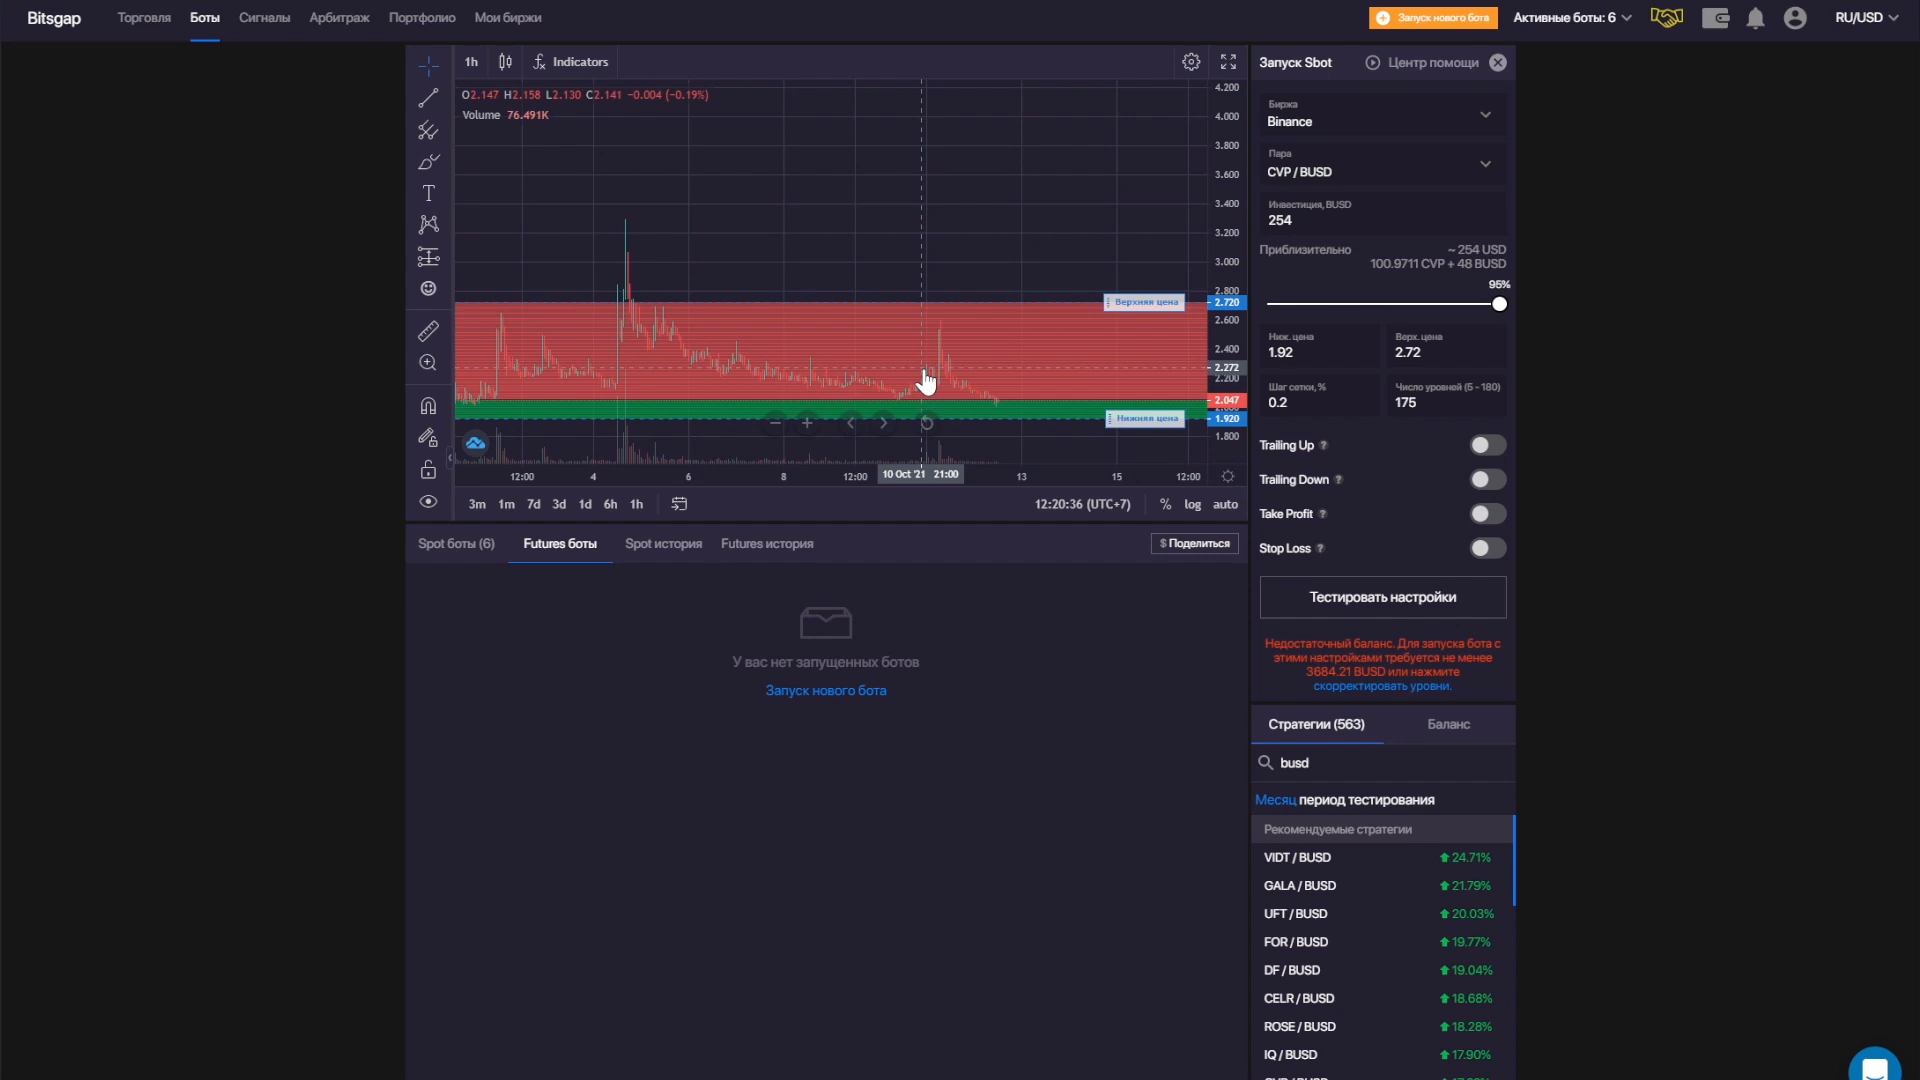 Bitsgap
Торговля
Боты
Сигналы
Арбитраж
Портфолио
Мои биржи
Запуск нового бота
Активные боты: 6
RU/USD
1h
Indicators
O2.147 H2.158 L2.130 C2.141 −0.004 (−0.19%)
Volume 76.491K
4.200
4.000
3.800
3.600
3.400
3.200
3.000
2.800
2.720
2.600
2.400
2.272
2.200
2.047
1.920
1.800
Верхняя цена
Нижняя цена
12:00
4
6
8
12:00
10 Oct '21 21:00
13
15
12:00
3m 1m 7d 3d 1d 6h 1h
12:20:36 (UTC+7)
% log auto
Spot боты (6)
Futures боты
Spot история
Futures история
$ Поделиться
У вас нет запущенных ботов
Запуск нового бота
Запуск Sbot
Центр помощи
Биржа
Binance
Пара
CVP / BUSD
Инвестиция, BUSD
254
Приблизительно
~ 254 USD
100.9711 CVP + 48 BUSD
95%
Ниж. цена
1.92
Верх. цена
2.72
Шаг сетки, %
0.2
Число уровней (5 - 180)
175
Trailing Up ?
Trailing Down ?
Take Profit ?
Stop Loss ?
Тестировать настройки
Недостаточный баланс. Для запуска бота с
этими настройками требуется не менее
3684.21 BUSD или нажмите
скорректировать уровни.
Стратегии (563)
Баланс
busd
Месяц период тестирования
Рекомендуемые стратегии
VIDT / BUSD 24.71%
GALA / BUSD 21.79%
UFT / BUSD 20.03%
FOR / BUSD 19.77%
DF / BUSD 19.04%
CELR / BUSD 18.68%
ROSE / BUSD 18.28%
IQ / BUSD 17.90%